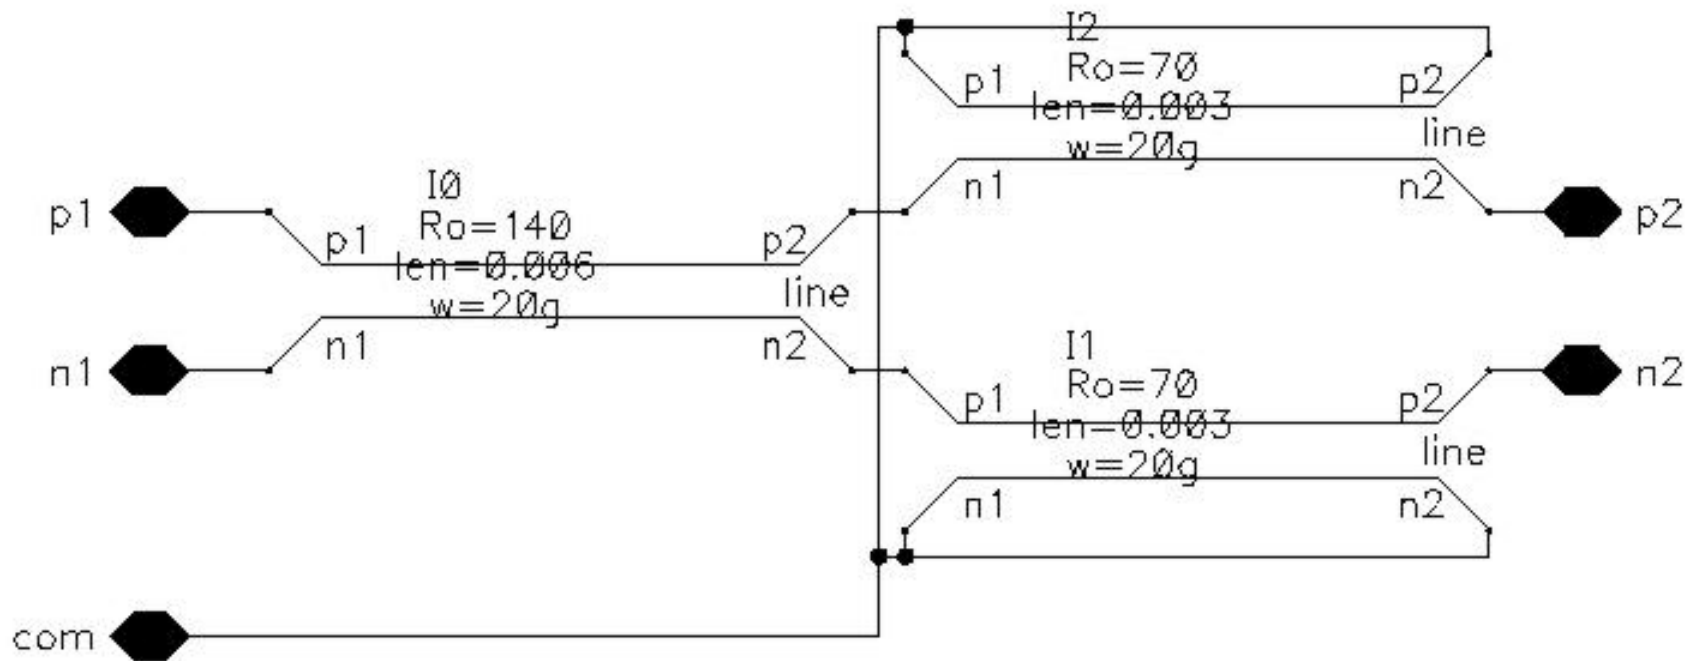 I2
Ro=70
p1
p2
len=0.003
line
w=20g
n1
n2
I0
p1
Ro=140
p2
p1
p2
len=0.006
line
w=20g
n1
n2
n1
I1
n2
Ro=70
p1
p2
len=0.003
line
w=20g
n1
n2
com